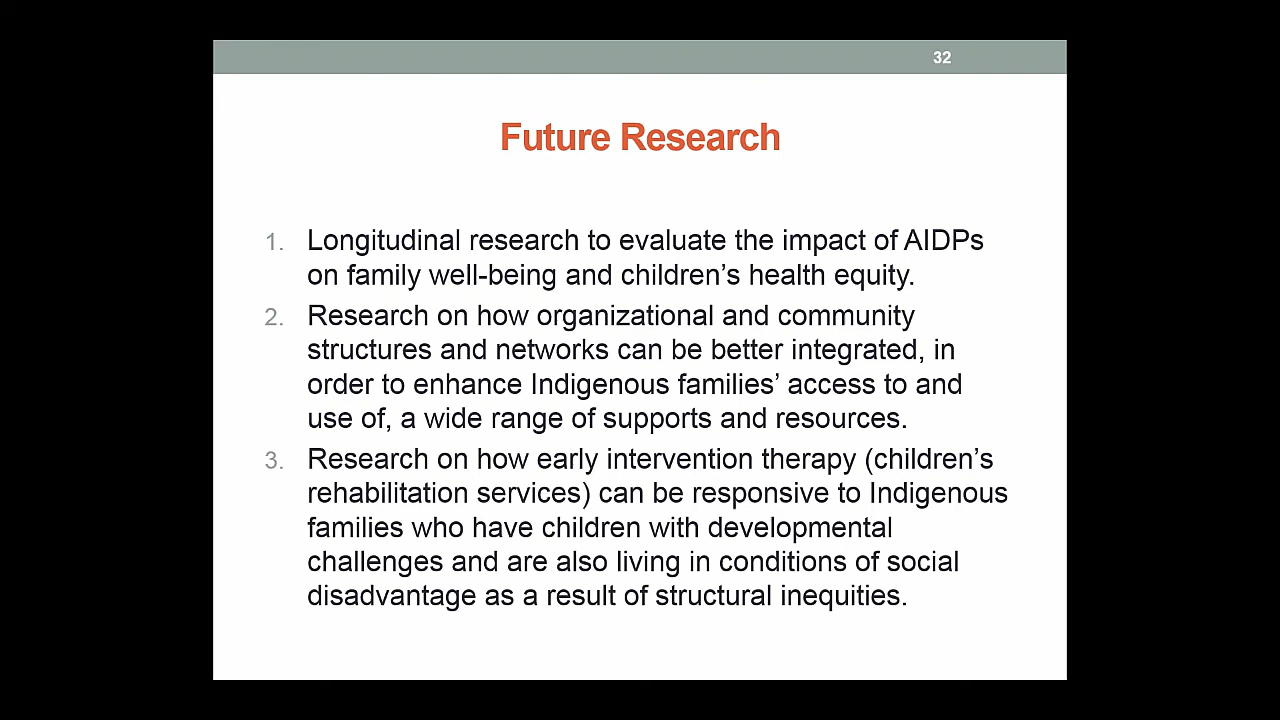 32
Future Research
1. Longitudinal research to evaluate the impact of AIDPs
on family well-being and children’s health equity.
2. Research on how organizational and community
structures and networks can be better integrated, in
order to enhance Indigenous families’ access to and
use of, a wide range of supports and resources.
3. Research on how early intervention therapy (children’s
rehabilitation services) can be responsive to Indigenous
families who have children with developmental
challenges and are also living in conditions of social
disadvantage as a result of structural inequities.